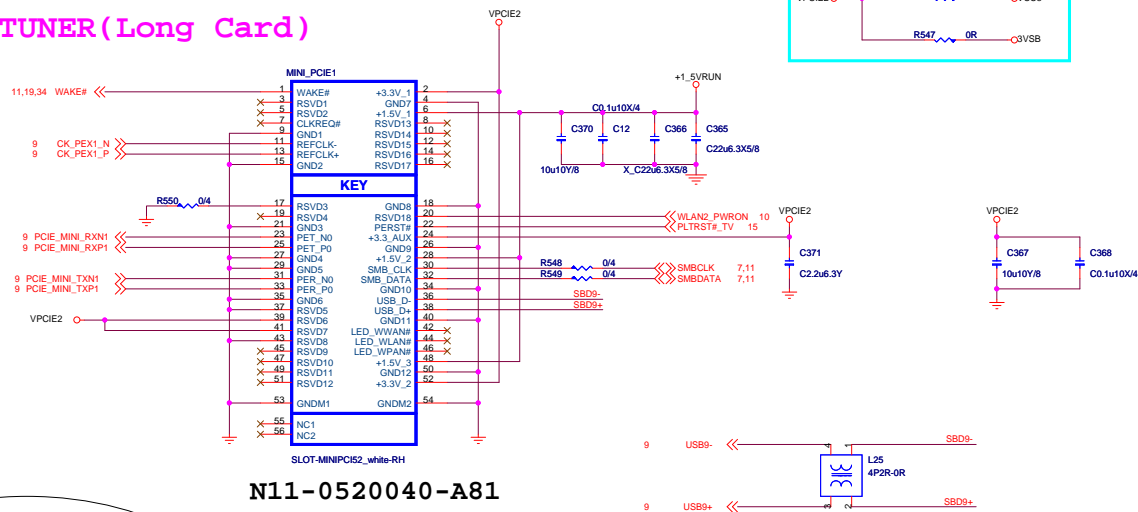 TUNER(Long Card)
VPCIE2
R547 0R 3VSB
MINI_PCIE1
11,19,34 WAKE#
1 WAKE# +3.3V_1 2
3 RSVD1 GND7 4
5 RSVD2 +1.5V_1 6
7 CLKREQ# RSVD13 8
9 GND1 RSVD14 10
9 CK_PEX1_N 11 REFCLK- RSVD15 12
9 CK_PEX1_P 13 REFCLK+ RSVD16 14
15 GND2 RSVD17 16
+1_5VRUN
C0.1u10X/4
C370 C12 C366 C365
C22u6.3X5/8
10u10Y/8 X_C22u6.3X5/8
KEY
R550 0/4 17 RSVD3 GND8 18
19 RSVD4 RSVD18 20 WLAN2_PWRON 10
21 GND3 PERST# 22 PLTRST#_TV 15
9 PCIE_MINI_RXN1 23 PET_N0 +3.3_AUX 24
9 PCIE_MINI_RXP1 25 PET_P0 GND9 26
27 GND4 +1.5V_2 28
29 GND5 SMB_CLK 30 R548 0/4 SMBCLK 7,11
9 PCIE_MINI_TXN1 31 PER_N0 SMB_DATA 32 R549 0/4 SMBDATA 7,11
9 PCIE_MINI_TXP1 33 PER_P0 GND10 34
35 GND6 USB_D- 36 SBD9-
37 RSVD5 USB_D+ 38 SBD9+
VPCIE2 39 RSVD6 GND11 40
41 RSVD7 LED_WWAN# 42
43 RSVD8 LED_WLAN# 44
45 RSVD9 LED_WPAN# 46
47 RSVD10 +1.5V_3 48
49 RSVD11 GND12 50
51 RSVD12 +3.3V_2 52
53 GNDM1 GNDM2 54
55 NC1
56 NC2
VPCIE2
C371
C2.2u6.3Y
VPCIE2
C367 C368
10u10Y/8 C0.1u10X/4
SLOT-MINIPCI52_white-RH
N11-0520040-A81
9 USB9- 4 1 SBD9-
L25
4P2R-0R
9 USB9+ 3 2 SBD9+